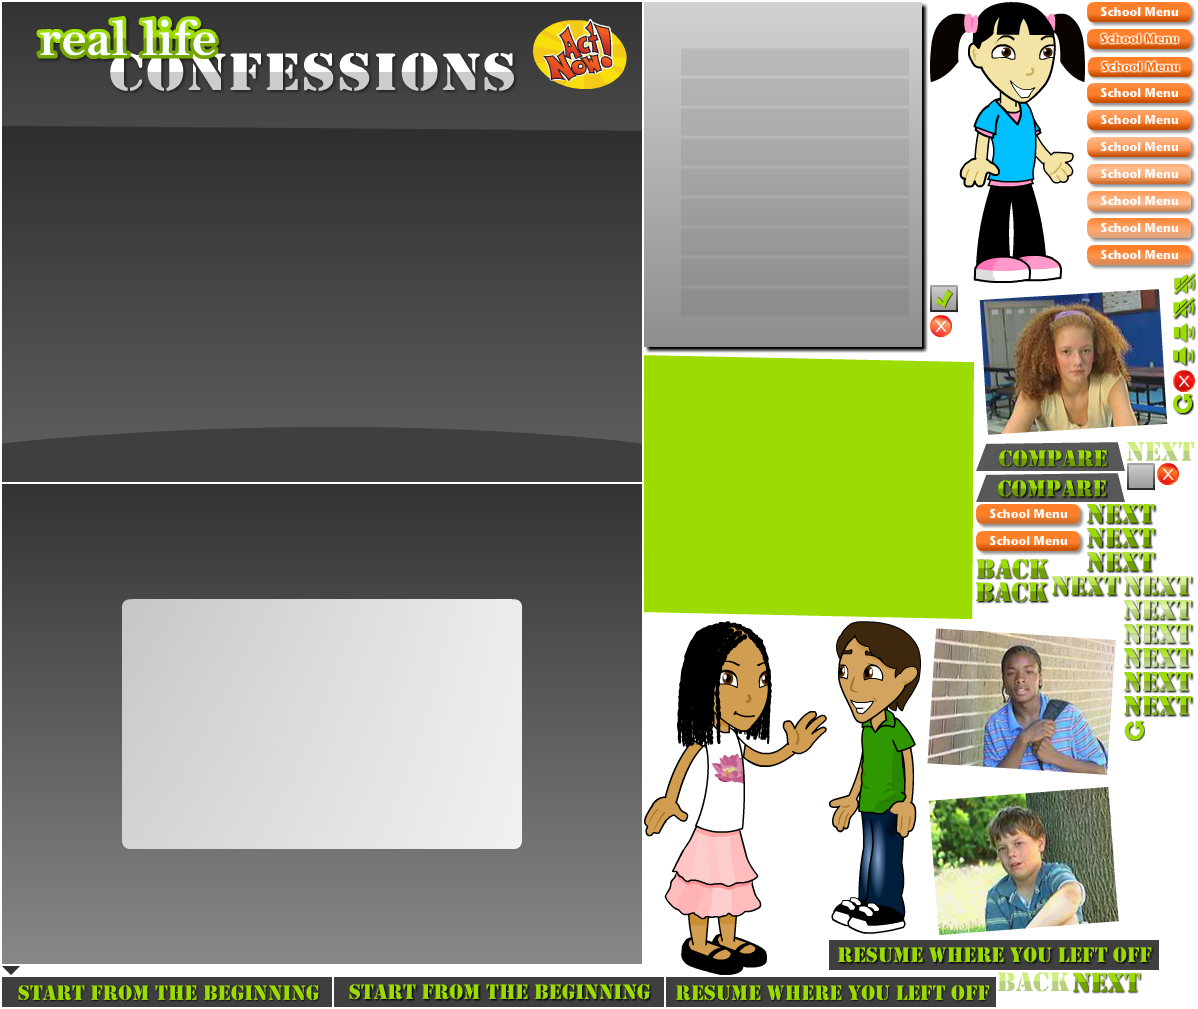 real life
CONFESSIONS
Act
Now!
School Menu
School Menu
School Menu
School Menu
School Menu
School Menu
School Menu
School Menu
School Menu
School Menu
COMPARE
NEXT
COMPARE
School Menu
NEXT
School Menu
NEXT
NEXT
BACK
BACK
NEXT
NEXT
NEXT
NEXT
NEXT
NEXT
NEXT
RESUME WHERE YOU LEFT OFF
START FROM THE BEGINNING
START FROM THE BEGINNING
RESUME WHERE YOU LEFT OFF
BACK
NEXT